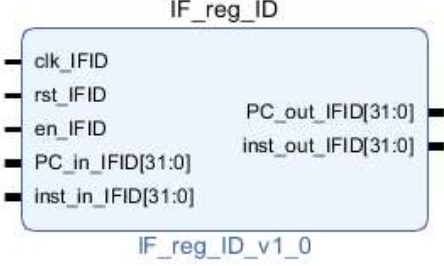 IF_reg_ID
clk_IFID
rst_IFID
en_IFID
PC_in_IFID[31:0]
inst_in_IFID[31:0]
PC_out_IFID[31:0]
inst_out_IFID[31:0]
IF_reg_ID_v1_0